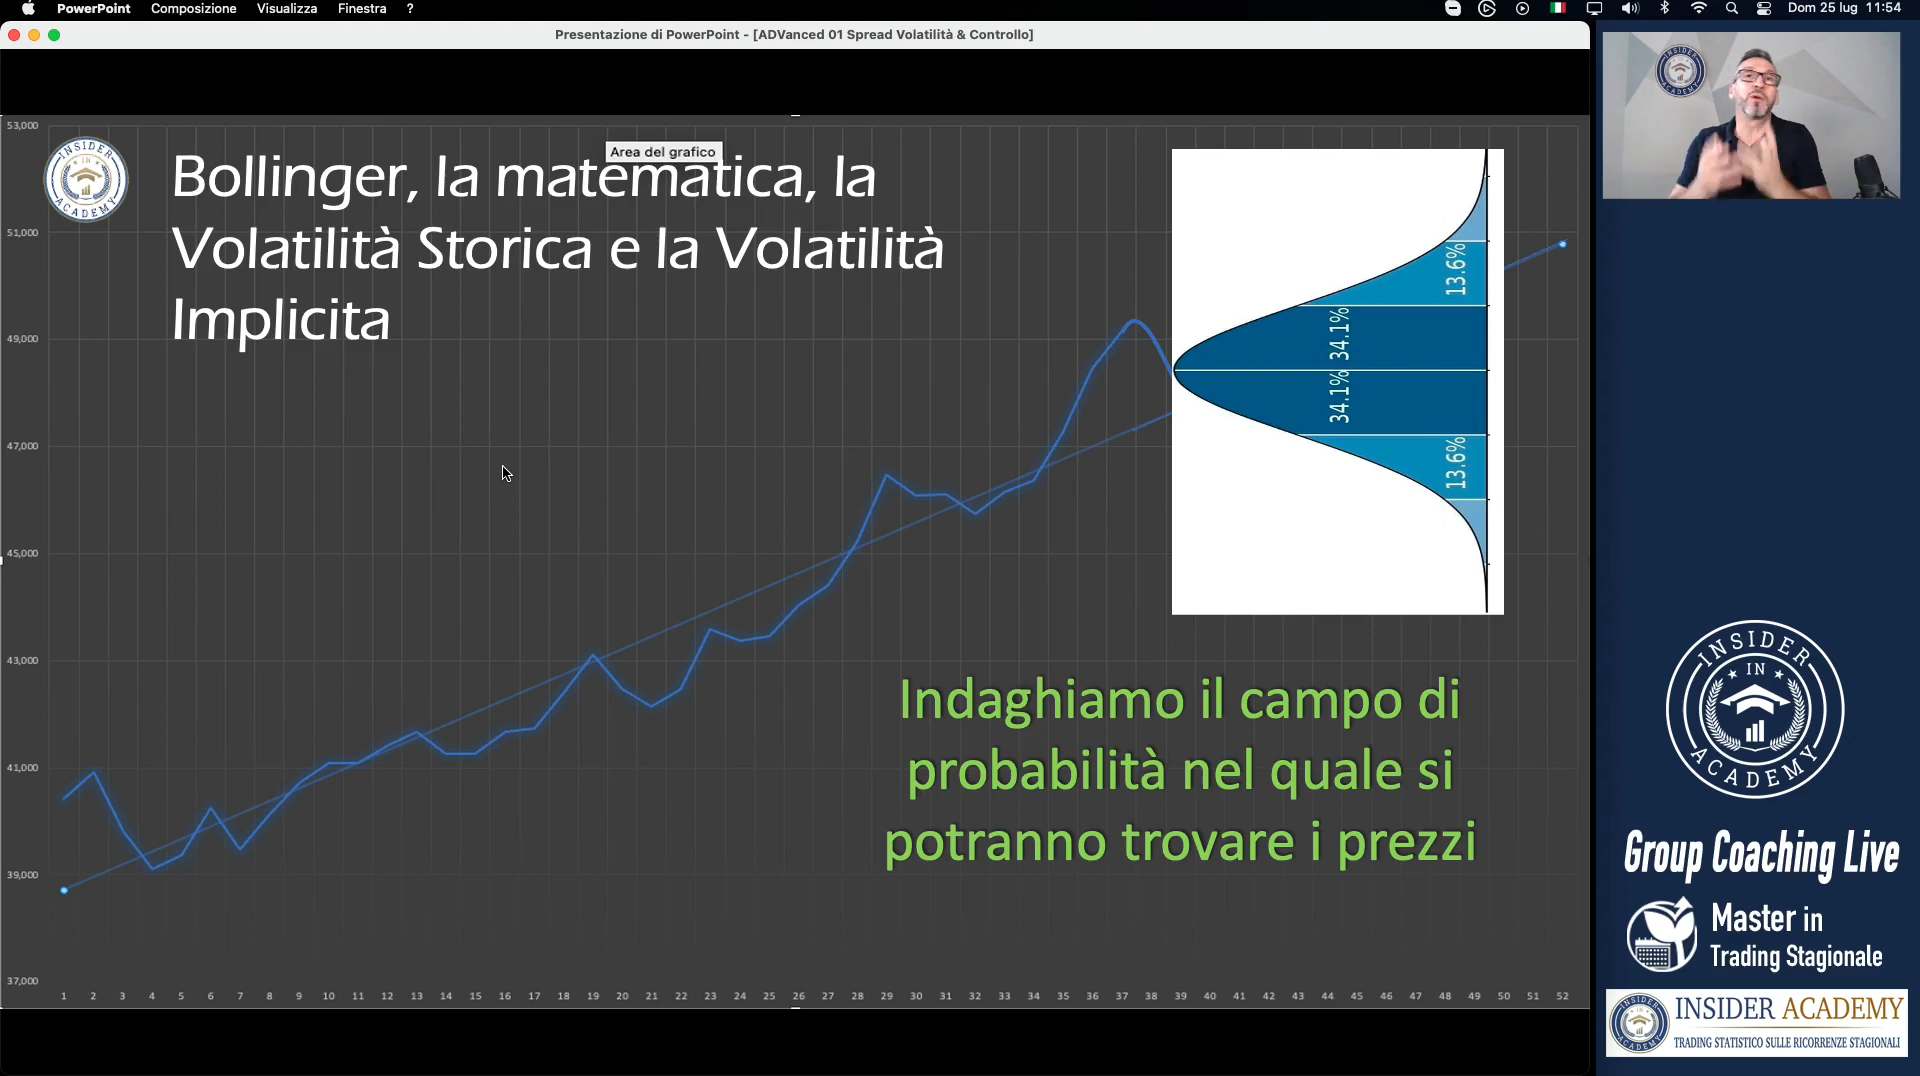 PowerPoint Composizione Visualizza Finestra ? Dom 25 lug 11:54
Presentazione di PowerPoint - [ADVanced 01 Spread Volatilità & Controllo]
INSIDER IN ACADEMY
Area del grafico
Bollinger, la matematica, la
Volatilità Storica e la Volatilità
Implicita
53,000
51,000
49,000
47,000
45,000
43,000
41,000
39,000
37,000
1 2 3 4 5 6 7 8 9 10 11 12 13 14 15 16 17 18 19 20 21 22 23 24 25 26 27 28 29 30 31 32 33 34 35 36 37 38 39 40 41 42 43 44 45 46 47 48 49 50 51 52
13.6%
34.1%
34.1%
13.6%
Indaghiamo il campo di
probabilità nel quale si
potranno trovare i prezzi
INSIDER IN ACADEMY
INSIDER
IN
ACADEMY
Group Coaching Live
Master in
Trading Stagionale
INSIDER ACADEMY
TRADING STATISTICO SULLE RICORRENZE STAGIONALI